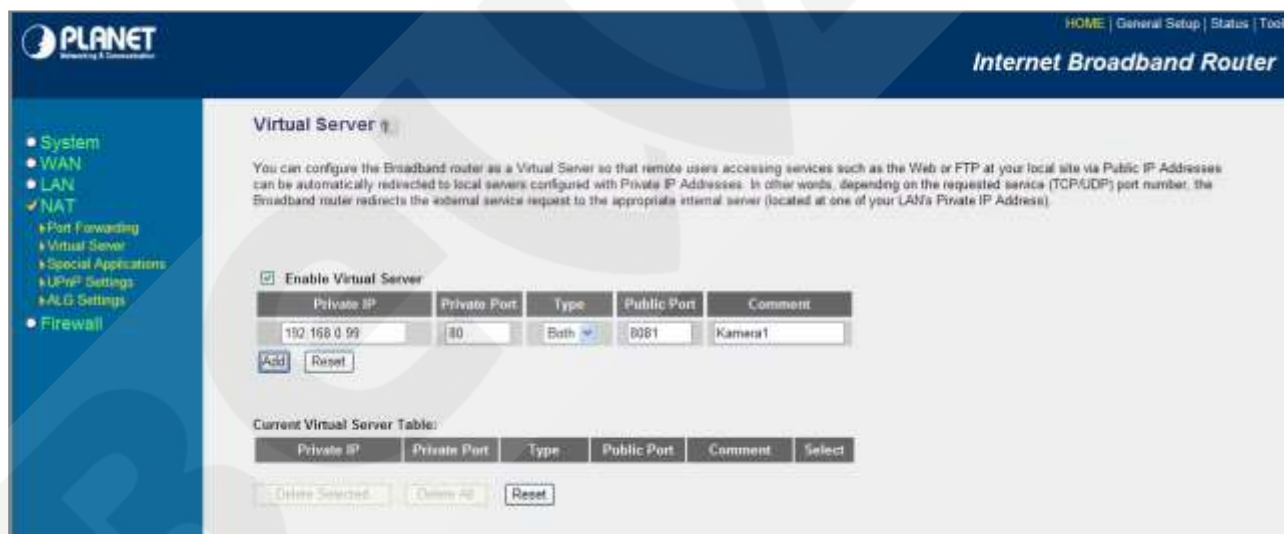 PLANET
Networking & Communication
HOME | General Setup | Status | Tool
Internet Broadband Router
System
WAN
LAN
NAT
Port Forwarding
Virtual Server
Special Applications
UPnP Settings
ALG Settings
Firewall
Virtual Server
You can configure the Broadband router as a Virtual Server so that remote users accessing services such as the Web or FTP at your local site via Public IP Addresses
can be automatically redirected to local servers configured with Private IP Addresses. In other words, depending on the requested service (TCP/UDP) port number, the
Broadband router redirects the external service request to the appropriate internal server (located at one of your LAN's Private IP Address).
Enable Virtual Server
Private IP Private Port Type Public Port Comment
192.168.0.99 80 Both 8081 Kamera1
Add Reset
Current Virtual Server Table:
Private IP Private Port Type Public Port Comment Select
Delete Selected Delete All Reset